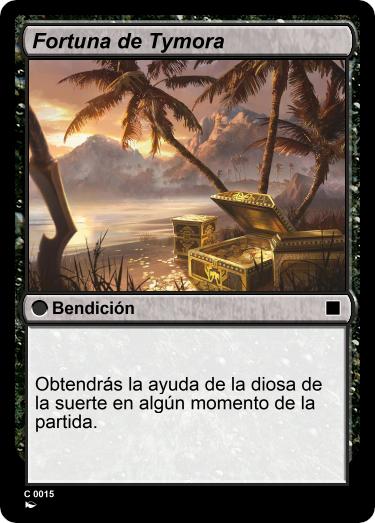 Fortuna de Tymora
Bendición
Obtendrás la ayuda de la diosa de
la suerte en algún momento de la
partida.
C 0015